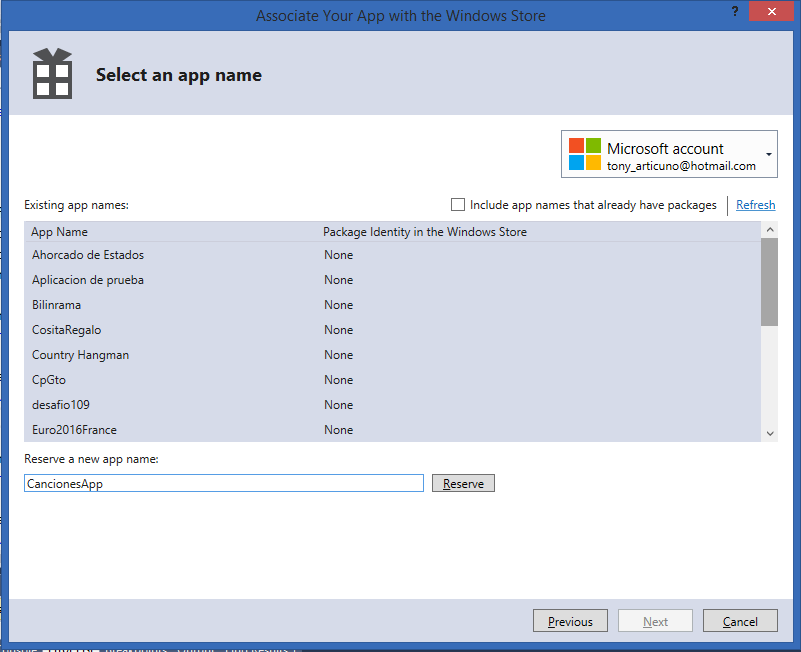 Associate Your App with the Windows Store
?
Select an app name
Microsoft account
tony_articuno@hotmail.com
Existing app names:
Include app names that already have packages
Refresh
App Name Package Identity in the Windows Store
Ahorcado de Estados None
Aplicacion de prueba None
Bilinrama None
CositaRegalo None
Country Hangman None
CpGto None
desafio109 None
Euro2016France None
Reserve a new app name:
CancionesApp Reserve
Previous Next Cancel